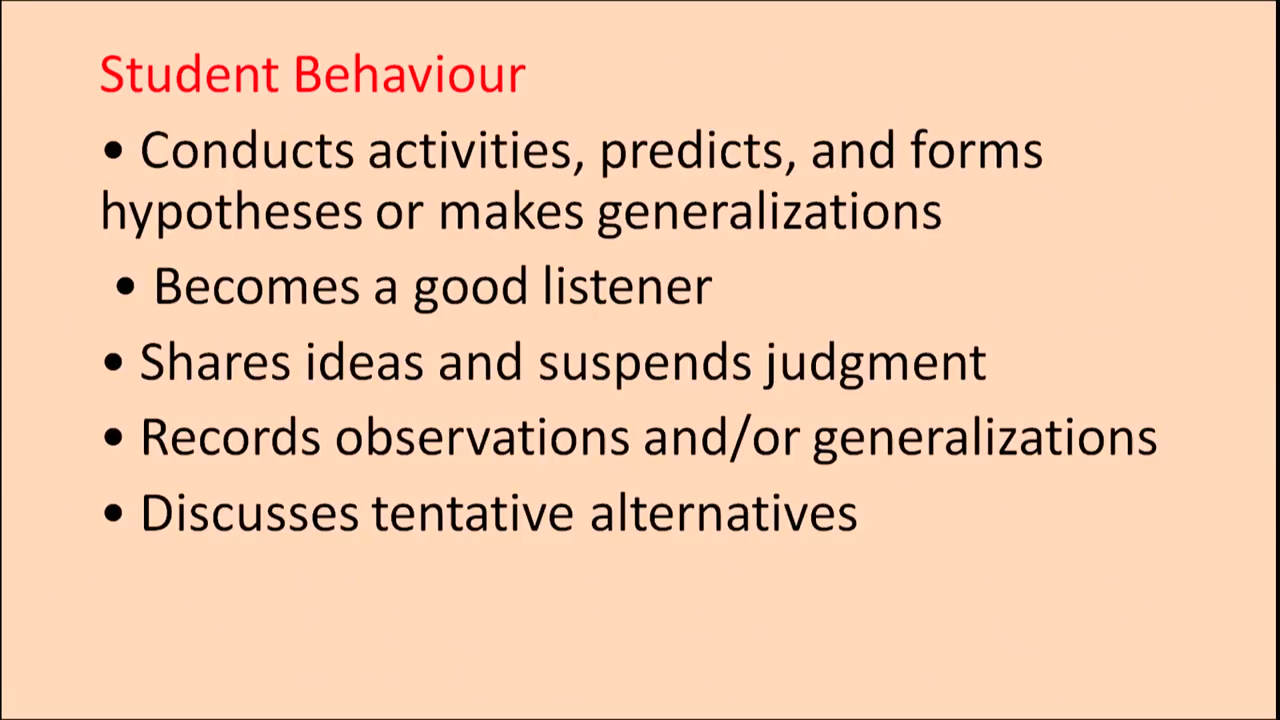 Student Behaviour
• Conducts activities, predicts, and forms
hypotheses or makes generalizations
• Becomes a good listener
• Shares ideas and suspends judgment
• Records observations and/or generalizations
• Discusses tentative alternatives